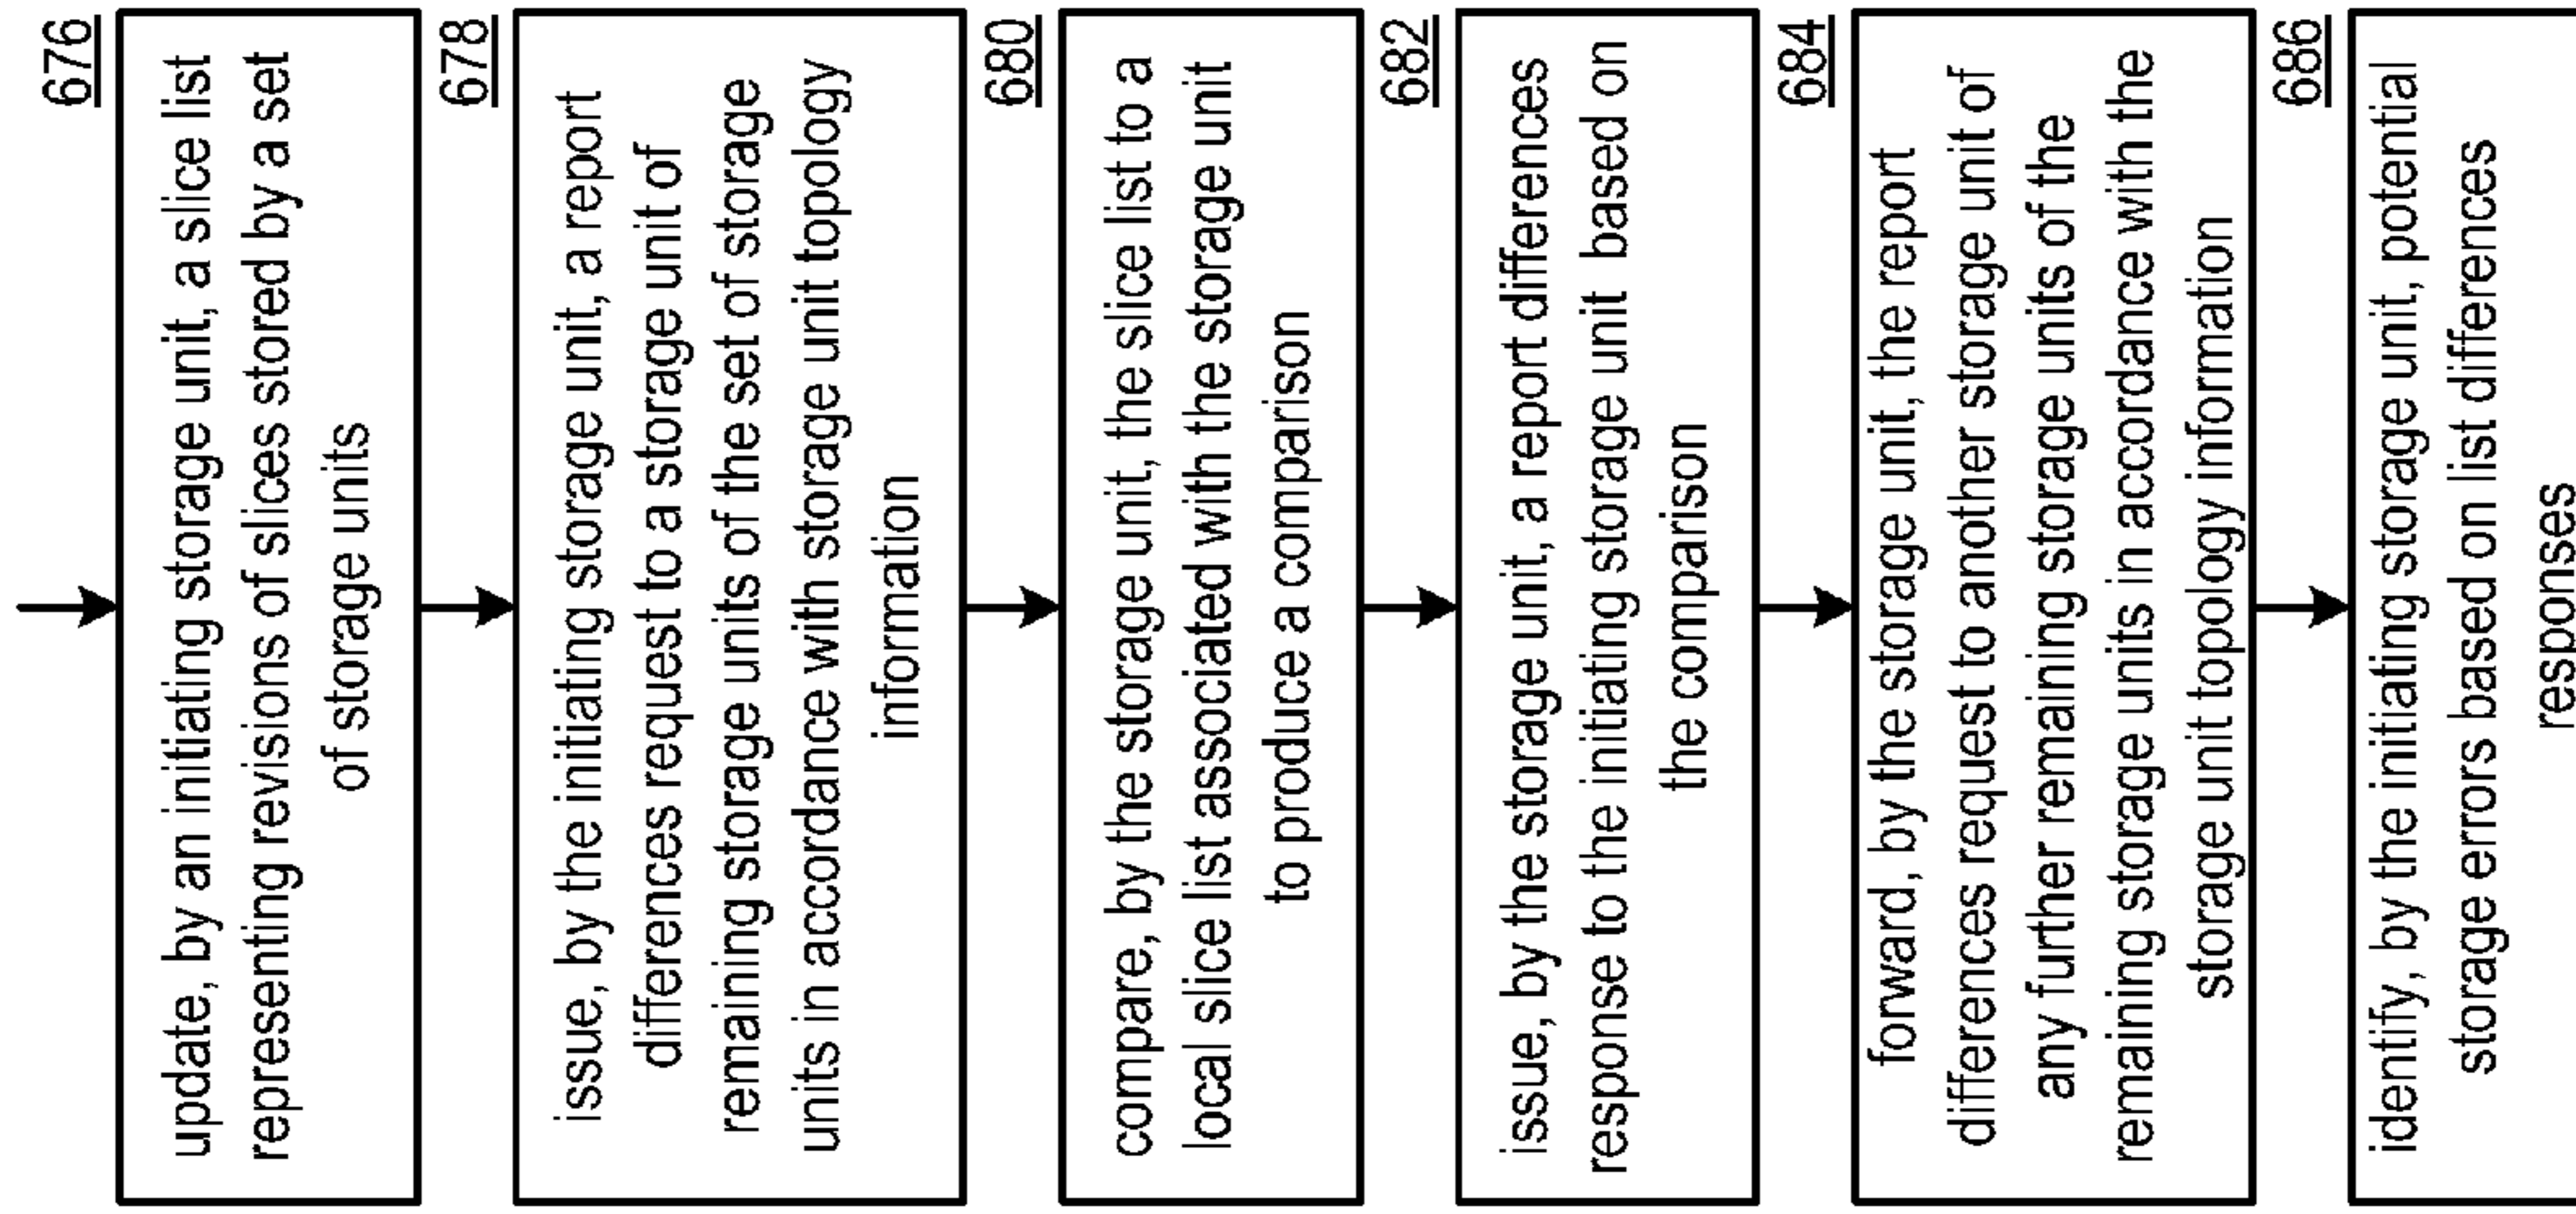 676
update, by an initiating storage unit, a slice list
representing revisions of slices stored by a set
of storage units
678
issue, by the initiating storage unit, a report
differences request to a storage unit of
remaining storage units of the set of storage
units in accordance with storage unit topology
information
680
compare, by the storage unit, the slice list to a
local slice list associated with the storage unit
to produce a comparison
682
issue, by the storage unit, a report differences
response to the initiating storage unit based on
the comparison
684
forward, by the storage unit, the report
differences request to another storage unit of
any further remaining storage units of the
remaining storage units in accordance with the
storage unit topology information
686
identify, by the initiating storage unit, potential
storage errors based on list differences
responses